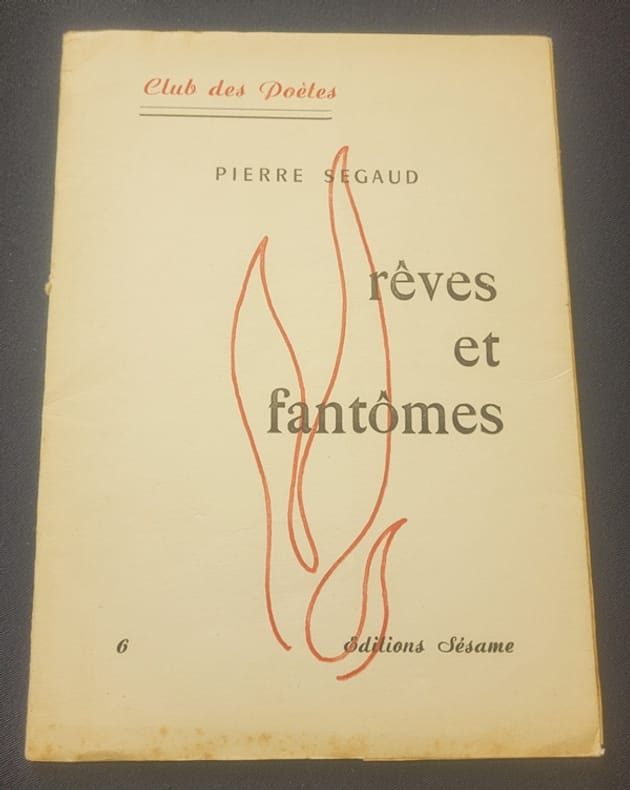 Club des Poètes
PIERRE SEGAUD
rêves
et
fantômes
6
Editions Sésame